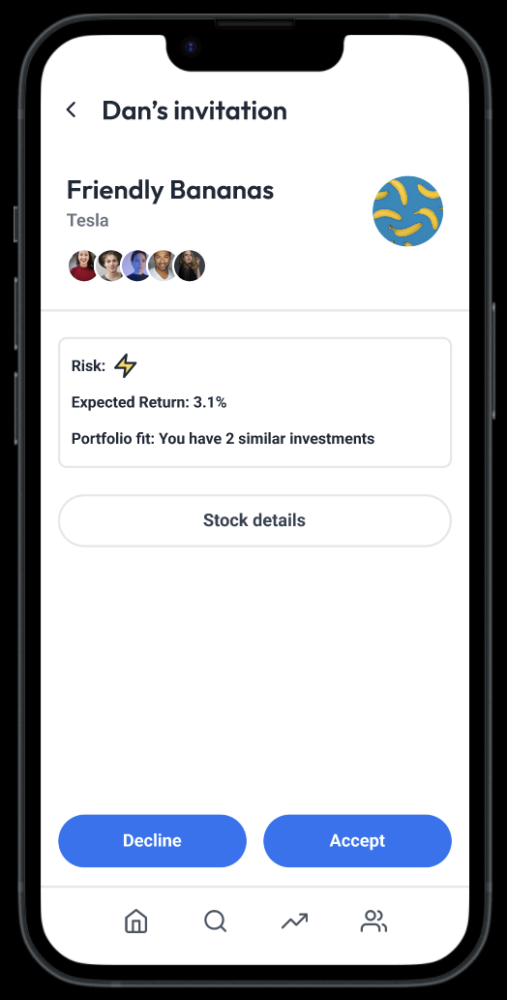 Dan's invitation
Friendly Bananas
Tesla
Risk:
Expected Return: 3.1%
Portfolio fit: You have 2 similar investments
Stock details
Decline
Accept